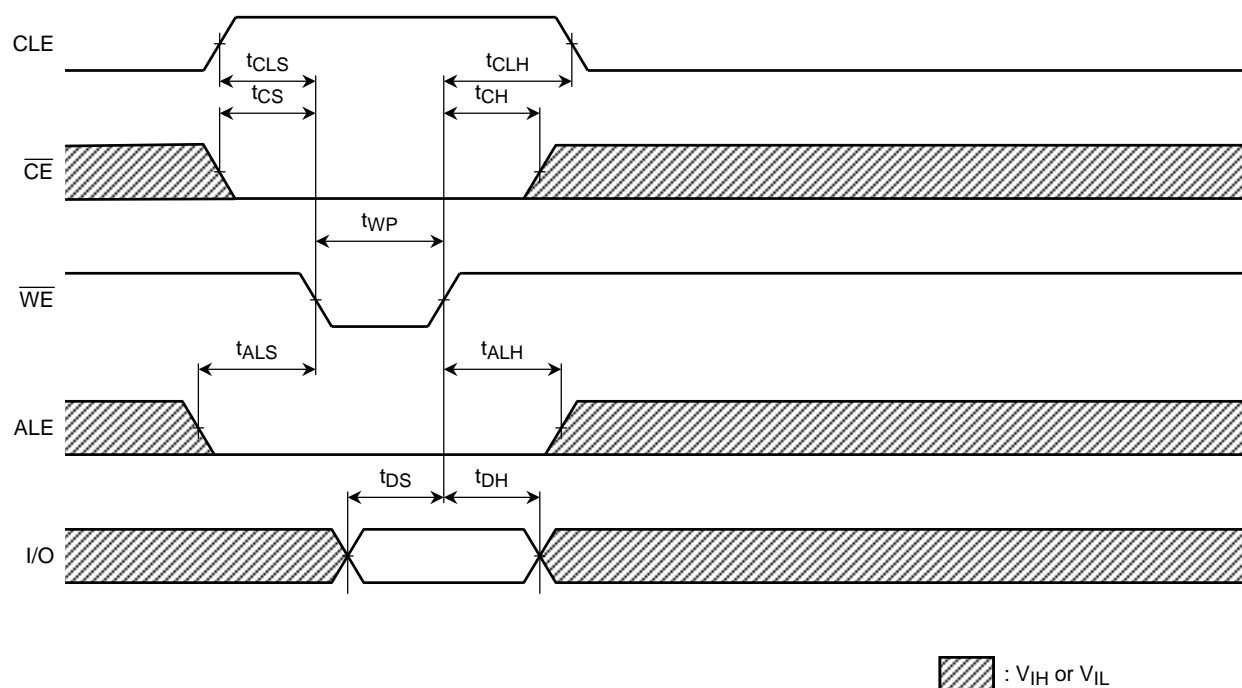 CLE
tCLS
tCLH
tCS
tCH
CE
tWP
WE
tALS
tALH
ALE
tDS
tDH
I/O
: VIH or VIL